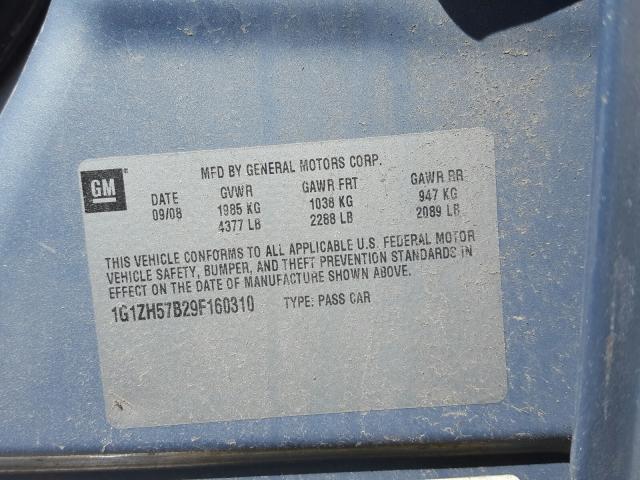 MFD BY GENERAL MOTORS CORP.
GM
DATE GVWR GAWR FRT GAWR RR
09/08 1985 KG 1038 KG 947 KG
4377 LB 2288 LB 2089 LB
THIS VEHICLE CONFORMS TO ALL APPLICABLE U.S. FEDERAL MOTOR
VEHICLE SAFETY, BUMPER, AND THEFT PREVENTION STANDARDS IN
EFFECT ON THE DATE OF MANUFACTURE SHOWN ABOVE.
1G1ZH57B29F160310 TYPE: PASS CAR